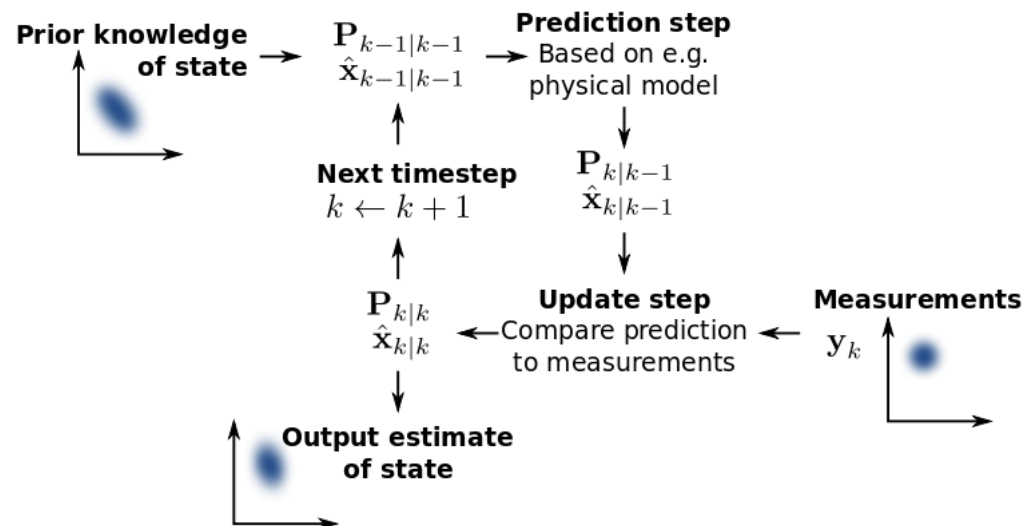 Prior knowledge
of state
P_{k−1|k−1}
x̂_{k−1|k−1}
Prediction step
Based on e.g.
physical model
P_{k|k−1}
x̂_{k|k−1}
Next timestep
k ← k + 1
Update step
Compare prediction
to measurements
Measurements
y_k
P_{k|k}
x̂_{k|k}
Output estimate
of state